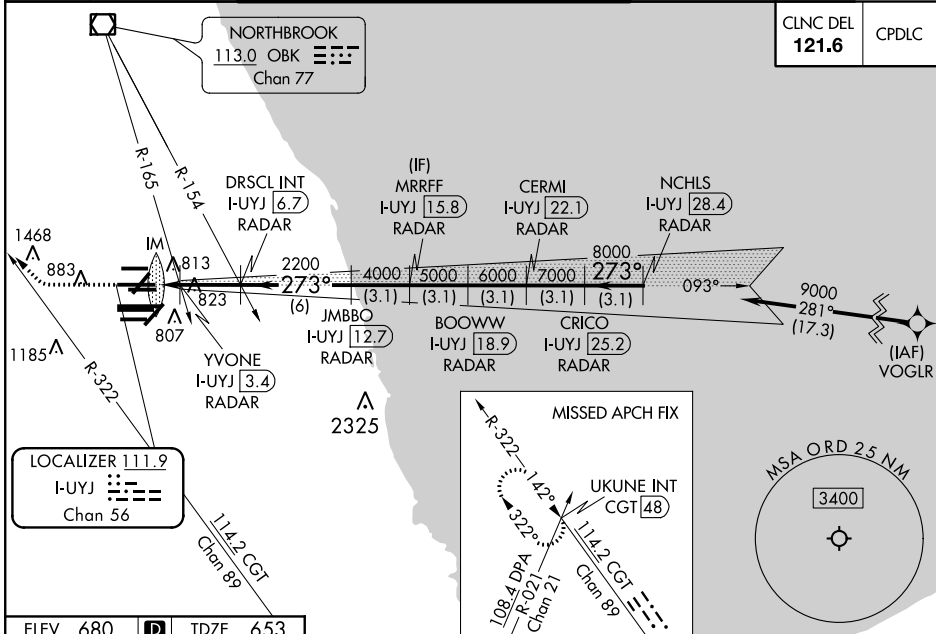 CLNC DEL
121.6
CPDLC
NORTHBROOK
113.0 OBK
Chan 77
R-165
R-154
DRSCL INT
I-UYJ 6.7
RADAR
(IF)
MRRFF
I-UYJ 15.8
RADAR
CERMI
I-UYJ 22.1
RADAR
NCHLS
I-UYJ 28.4
RADAR
1468
883
IM
813
823
807
2200
273°
(6)
4000
(3.1)
5000
(3.1)
6000
(3.1)
7000
(3.1)
8000
273°
(3.1)
093°
9000
281°
(17.3)
(IAF)
VOGLR
JMBBO
I-UYJ 12.7
RADAR
BOOWW
I-UYJ 18.9
RADAR
CRICO
I-UYJ 25.2
RADAR
YVONE
I-UYJ 3.4
RADAR
1185
R-322
2325
LOCALIZER 111.9
I-UYJ
Chan 56
114.2 CGT
Chan 89
MISSED APCH FIX
R-322
142°
322°
UKUNE INT
CGT 48
108.4 DPA
R-021
Chan 21
114.2 CGT
Chan 89
MSA ORD 25 NM
3400
ELEV 680
D
TDZE 653